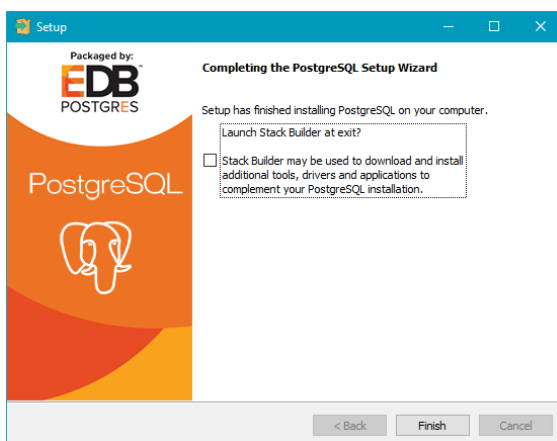 Setup
Packaged by:
EDB
POSTGRES
PostgreSQL
Completing the PostgreSQL Setup Wizard
Setup has finished installing PostgreSQL on your computer.
Launch Stack Builder at exit?
Stack Builder may be used to download and install
additional tools, drivers and applications to
complement your PostgreSQL installation.
< Back
Finish
Cancel